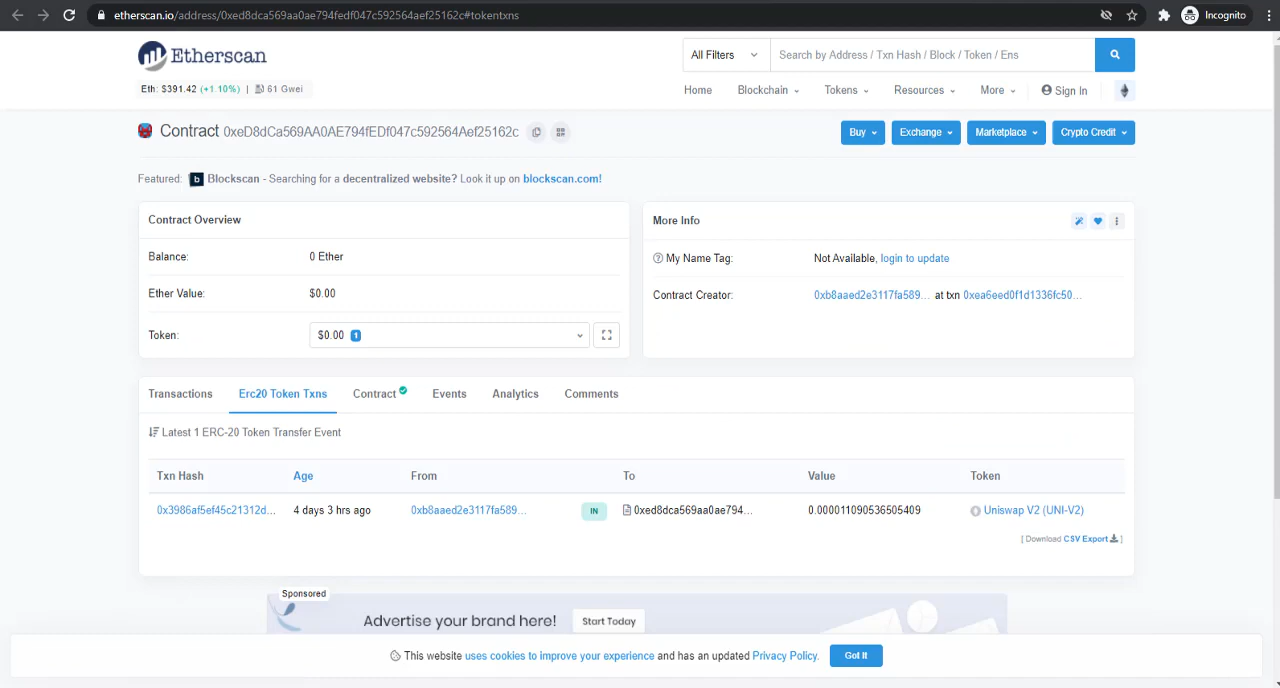 etherscan.io/address/0xed8dca569aa0ae794fedf047c592564aef25162c#tokentxns
Incognito
Etherscan
All Filters
Search by Address / Txn Hash / Block / Token / Ens
Eth: $391.42 (+1.10%) | 61 Gwei
Home Blockchain Tokens Resources More Sign In
Contract 0xeD8dCa569AA0AE794fEDf047c592564Aef25162c
Buy Exchange Marketplace Crypto Credit
Featured: b Blockscan - Searching for a decentralized website? Look it up on blockscan.com!
Contract Overview
Balance: 0 Ether
Ether Value: $0.00
Token: $0.00 1
More Info
My Name Tag: Not Available, login to update
Contract Creator: 0xb8aaed2e3117fa589... at txn 0xea6eed0f1d1336fc50...
Transactions Erc20 Token Txns Contract Events Analytics Comments
Latest 1 ERC-20 Token Transfer Event
Txn Hash Age From To Value Token
0x3986af5ef45c21312d... 4 days 3 hrs ago 0xb8aaed2e3117fa589... IN 0xed8dca569aa0ae794... 0.000011090536505409 Uniswap V2 (UNI-V2)
[ Download CSV Export ]
Sponsored
Advertise your brand here! Start Today
This website uses cookies to improve your experience and has an updated Privacy Policy. Got It